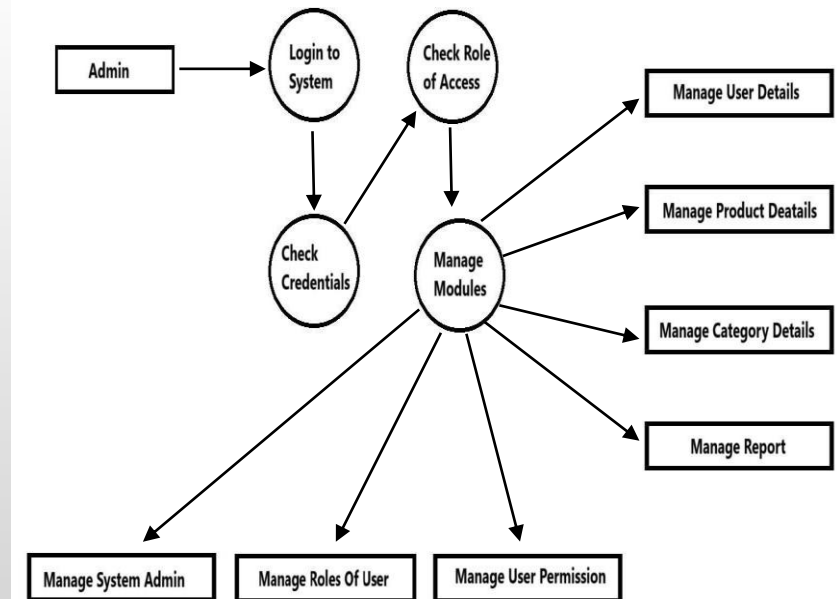 Admin
Login to
System
Check Role
of Access
Manage User Details
Manage Product Deatails
Check
Credentials
Manage
Modules
Manage Category Details
Manage Report
Manage System Admin
Manage Roles Of User
Manage User Permission